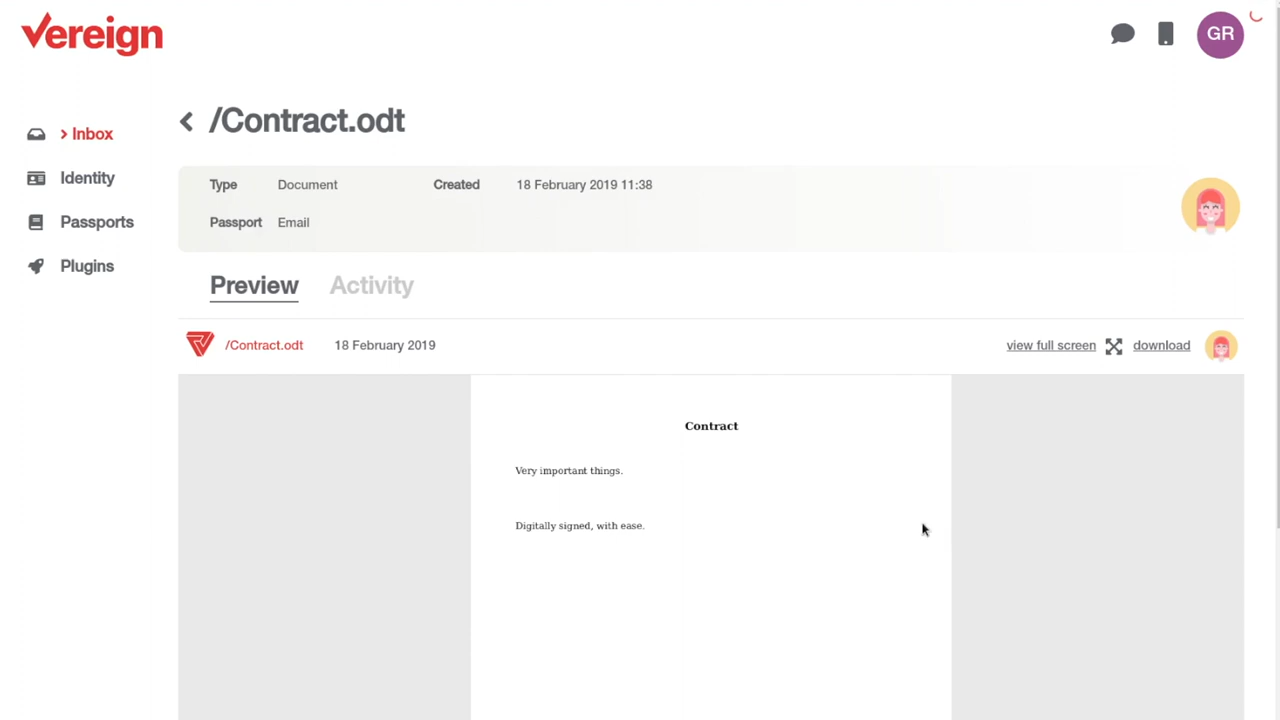 Vereign
GR
/Contract.odt
> Inbox
Identity
Passports
Plugins
Type Document Created 18 February 2019 11:38
Passport Email
Preview Activity
/Contract.odt 18 February 2019 view full screen download
Contract
Very important things.
Digitally signed, with ease.